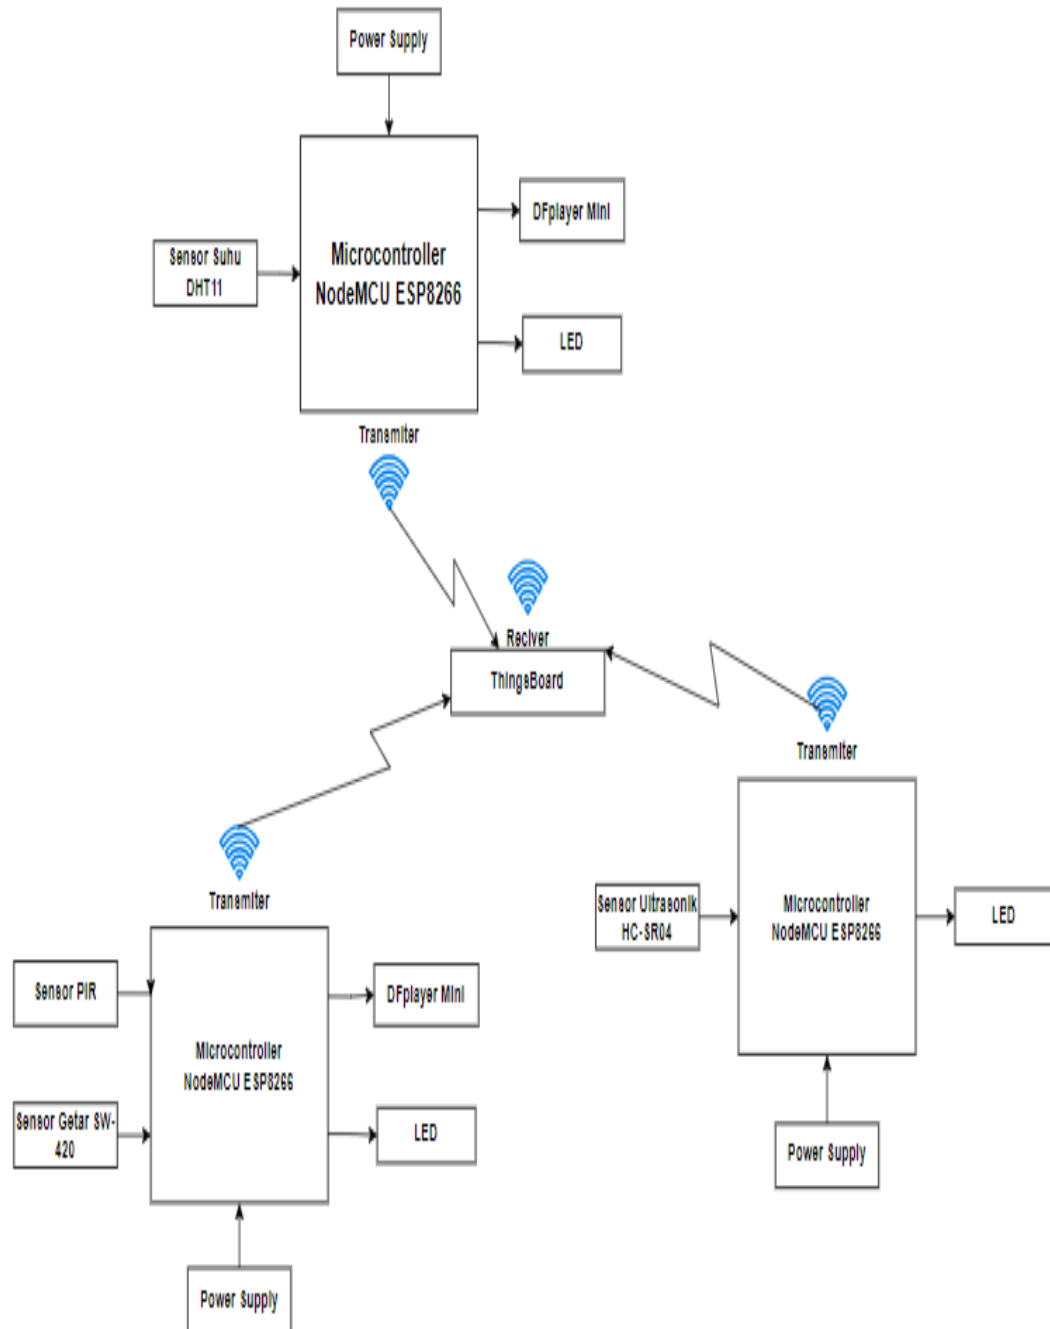 Power Supply
DFplayer Mini
Sensor Suhu
DHT11
Microcontroller
NodeMCU ESP8266
LED
Transmiter
Reciver
ThingsBoard
Transmiter
Transmiter
Sensor Ultrasonik
HC-SR04
Microcontroller
NodeMCU ESP8266
LED
Sensor PIR
DFplayer Mini
Microcontroller
NodeMCU ESP8266
Sensor Getar SW-
420
LED
Power Supply
Power Supply